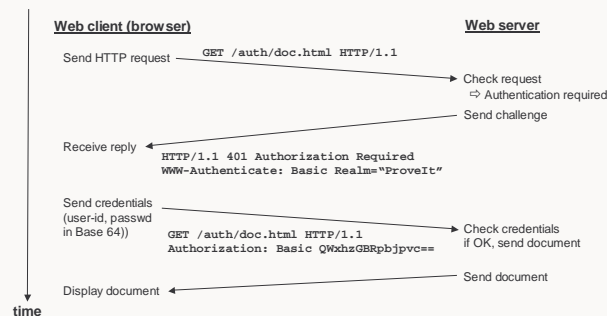 Web client (browser)
Web server
Send HTTP request
GET /auth/doc.html HTTP/1.1
Check request
⇨ Authentication required
Send challenge
Receive reply
HTTP/1.1 401 Authorization Required
WWW-Authenticate: Basic Realm=“ProveIt”
Send credentials
(user-id, passwd
in Base 64))
GET /auth/doc.html HTTP/1.1
Authorization: Basic QWxhzGBRpbjpvc==
Check credentials
if OK, send document
Send document
Display document
time